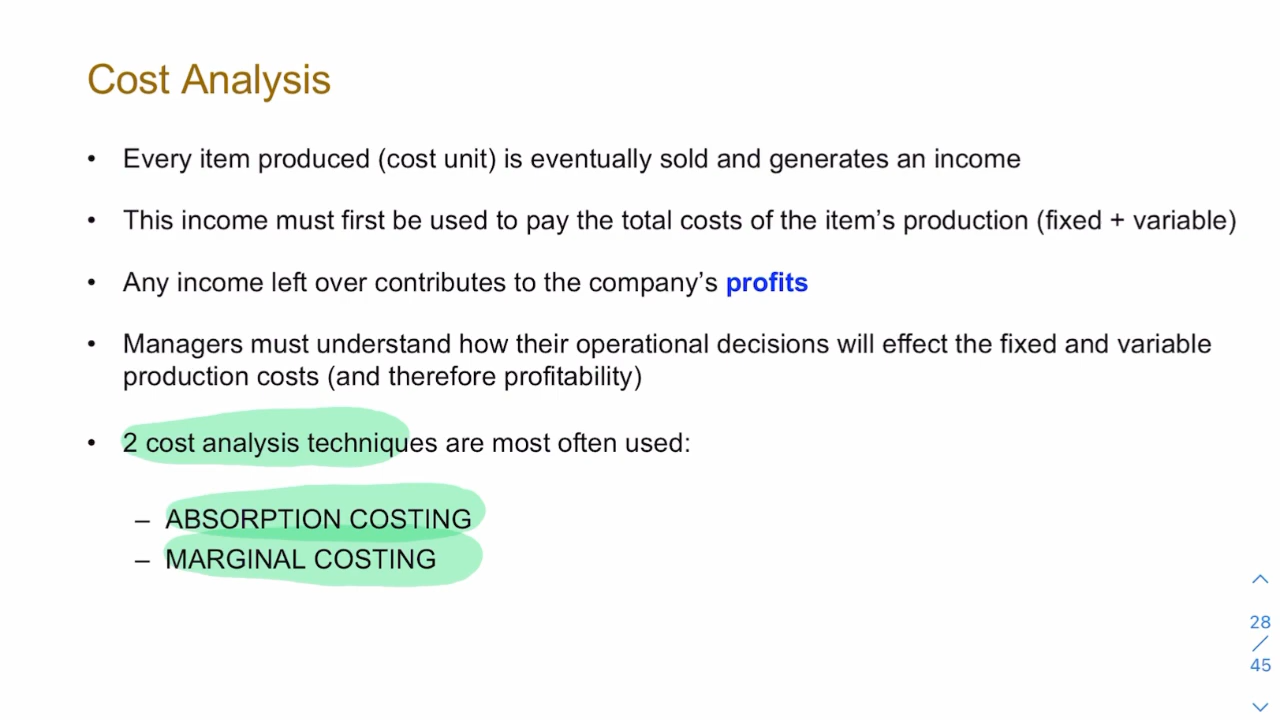 Cost Analysis
• Every item produced (cost unit) is eventually sold and generates an income
• This income must first be used to pay the total costs of the item’s production (fixed + variable)
• Any income left over contributes to the company’s profits
• Managers must understand how their operational decisions will effect the fixed and variable
production costs (and therefore profitability)
• 2 cost analysis techniques are most often used:
– ABSORPTION COSTING
– MARGINAL COSTING
28
/
45